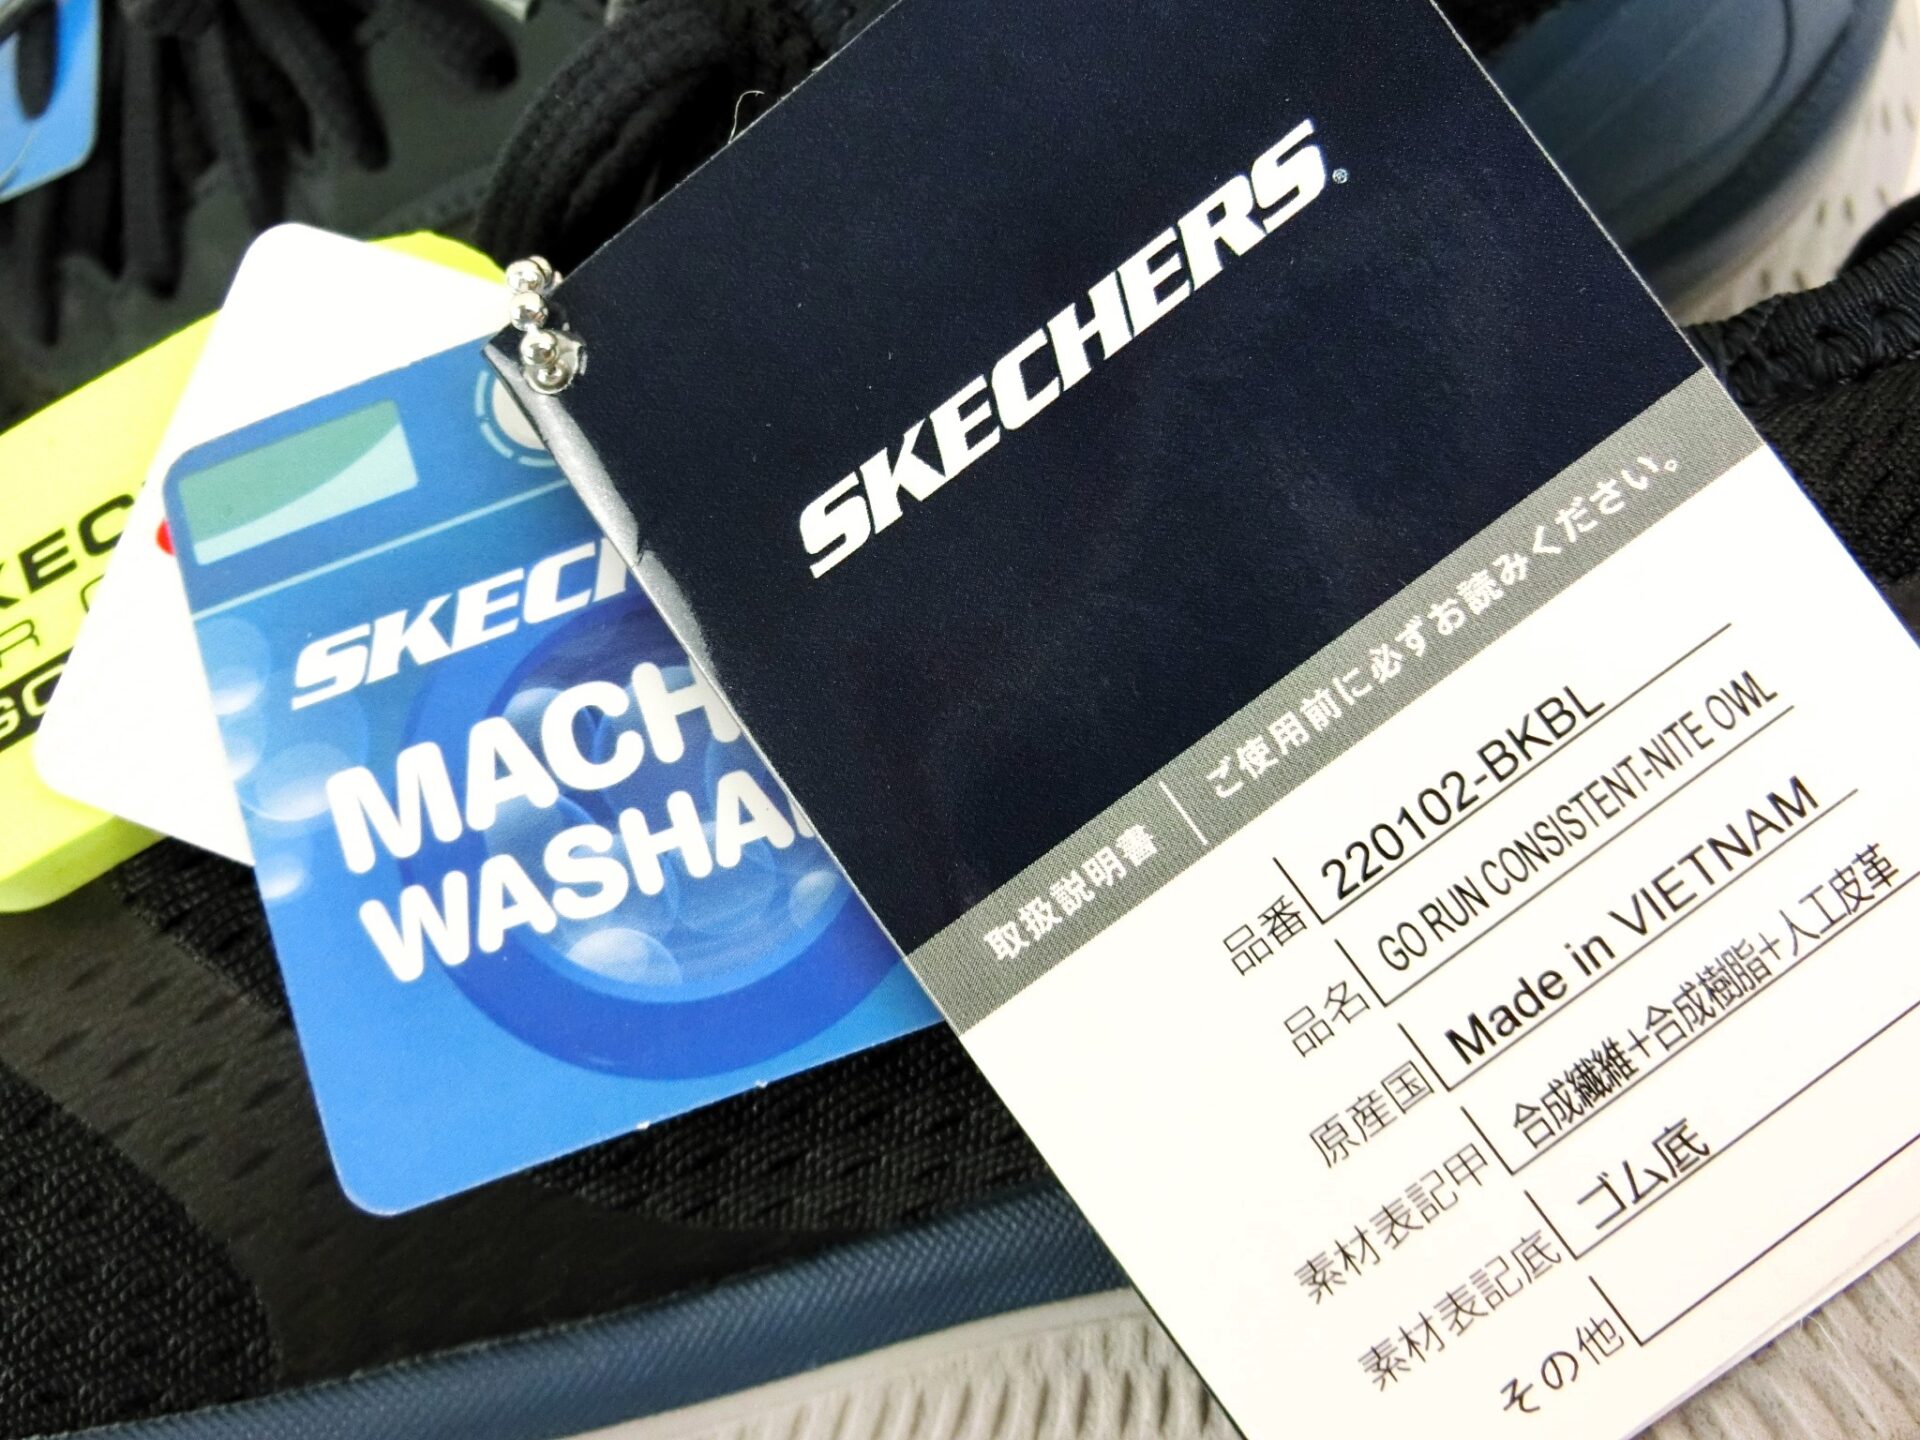 SKECHERS®
取扱説明書 ご使用前に必ずお読みください。
品番 220102-BKBL
品名 GO RUN CONSISTENT-NITE OWL
原産国 Made in VIETNAM
素材表記甲 合成繊維+合成樹脂+人工皮革
素材表記底 ゴム底
その他
SKECH
MACH
WASHA
KEC
R
GO